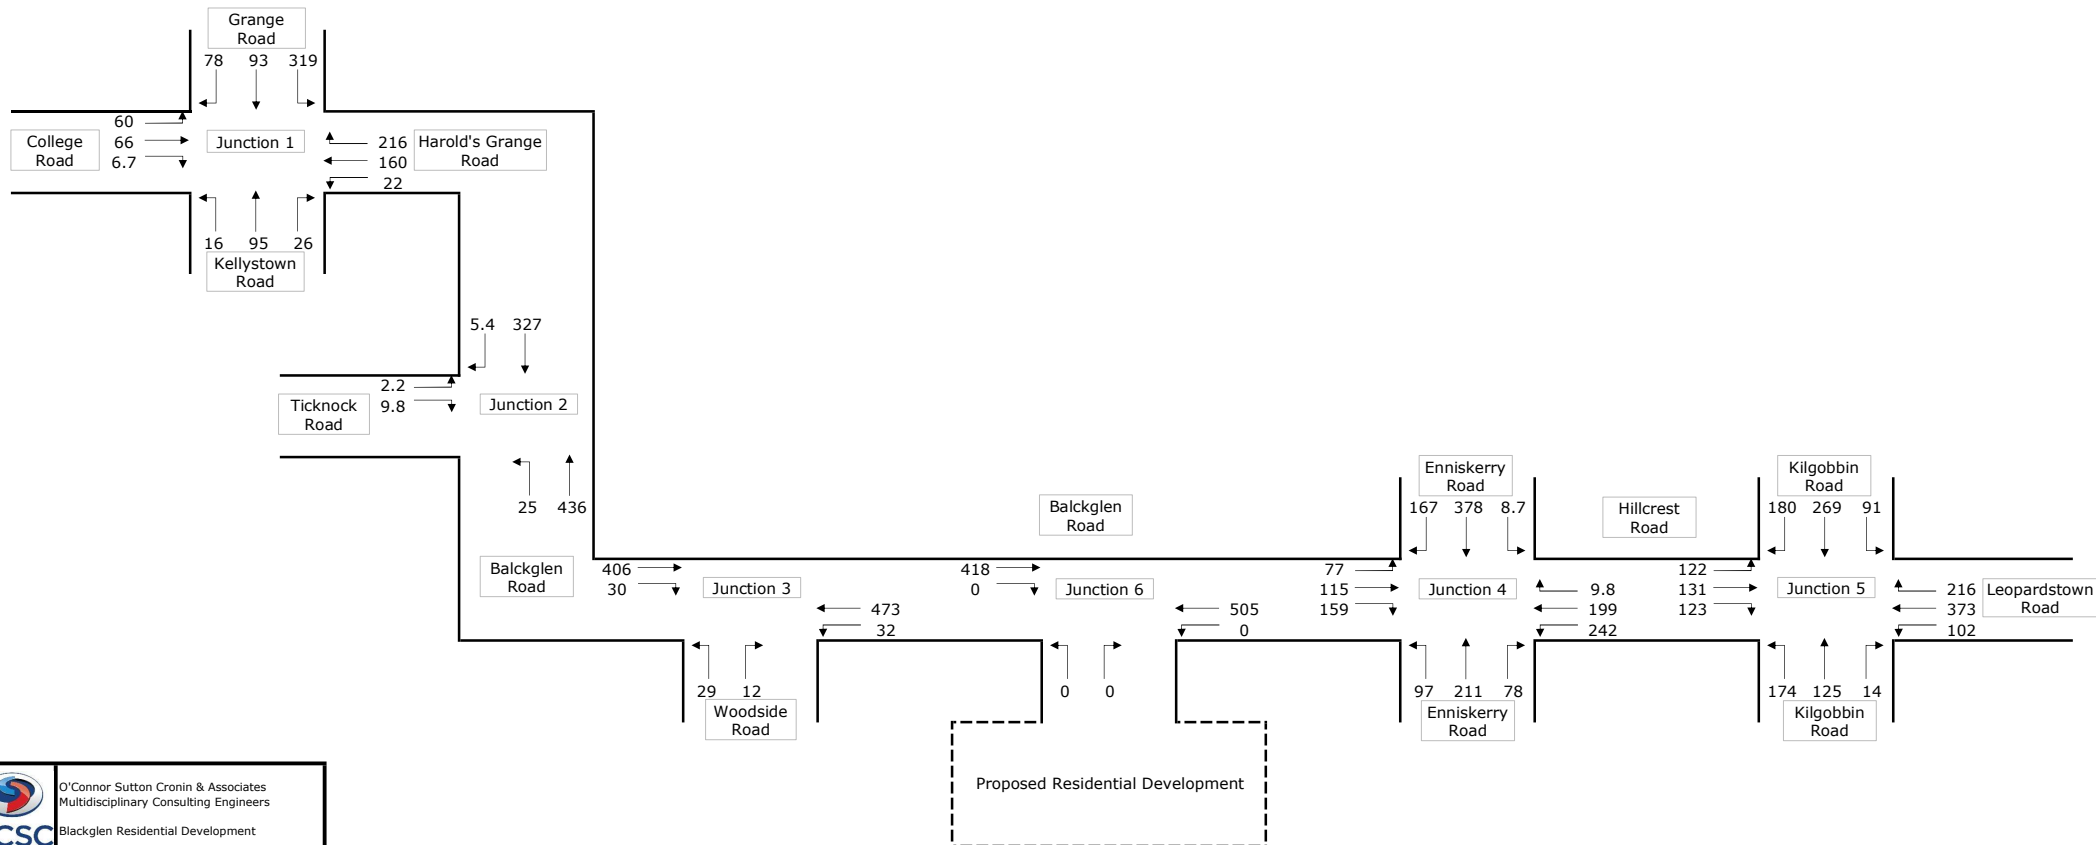 Grange
Road
78 93 319
60
66
6.7
College
Road
Junction 1
216
160
22
Harold's Grange
Road
16 95 26
Kellystown
Road
5.4 327
2.2
9.8
Ticknock
Road
Junction 2
25 436
Balckglen
Road
406
30
Junction 3
473
32
29 12
Woodside
Road
Balckglen
Road
418
0
Junction 6
505
0
0 0
Proposed Residential Development
Enniskerry
Road
167 378 8.7
77
115
159
Junction 4
9.8
199
242
97 211 78
Enniskerry
Road
Hillcrest
Road
Kilgobbin
Road
180 269 91
122
131
123
Junction 5
216
373
102
Leopardstown
Road
174 125 14
Kilgobbin
Road
O'Connor Sutton Cronin & Associates
Multidisciplinary Consulting Engineers
CSC
Blackglen Residential Development